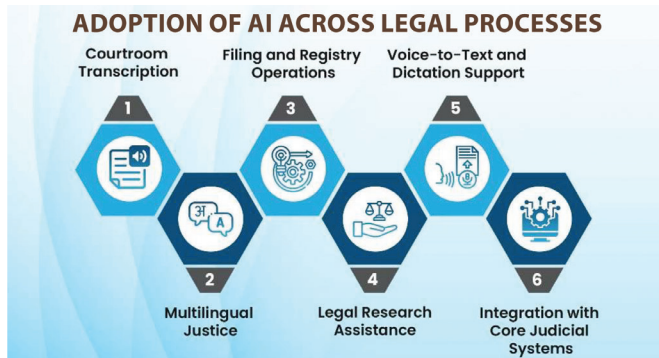 ADOPTION OF AI ACROSS LEGAL PROCESSES
Courtroom
Transcription
1
अ
A
2
Multilingual
Justice
Filing and Registry
Operations
3
4
Legal Research
Assistance
Voice-to-Text and
Dictation Support
5
6
Integration with
Core Judicial
Systems